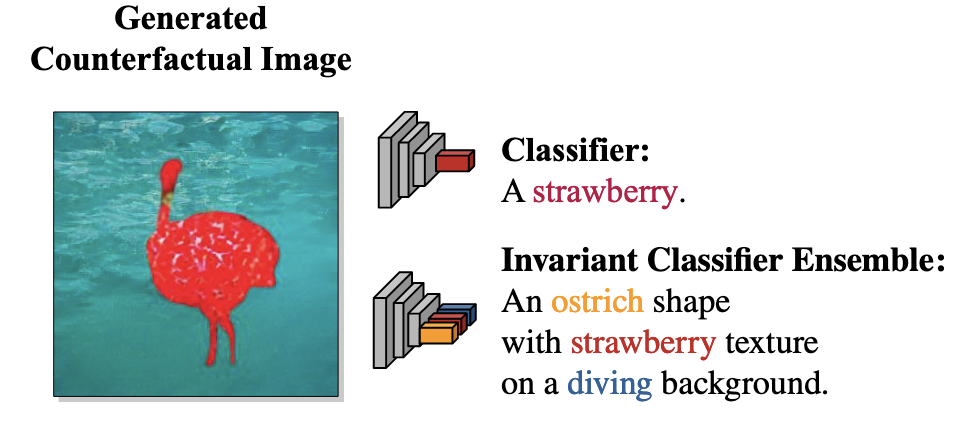 Generated
Counterfactual Image
Classifier:
A strawberry.
Invariant Classifier Ensemble:
An ostrich shape
with strawberry texture
on a diving background.